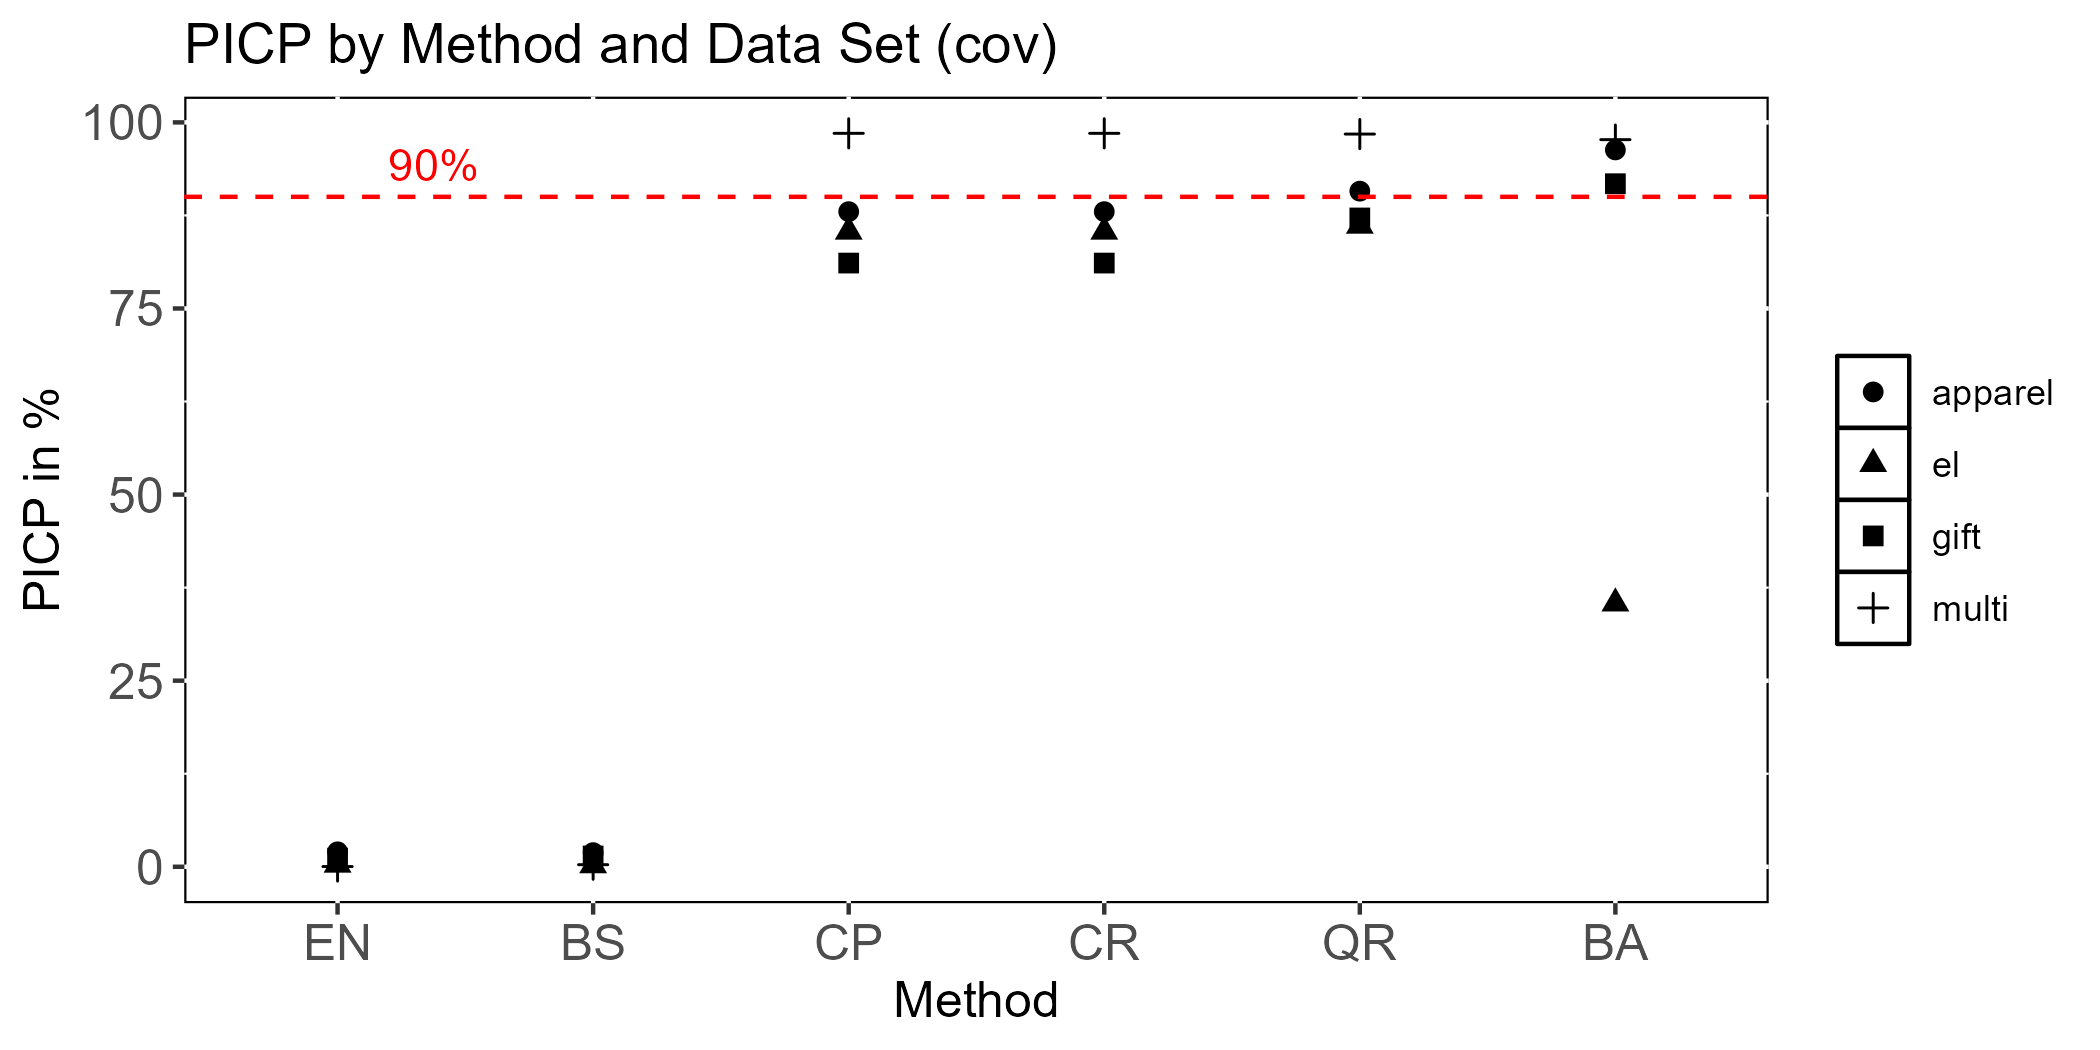 PICP by Method and Data Set (cov)
100
90%
75
50
25
0
PICP in %
EN BS CP CR QR BA
Method
apparel
el
gift
multi